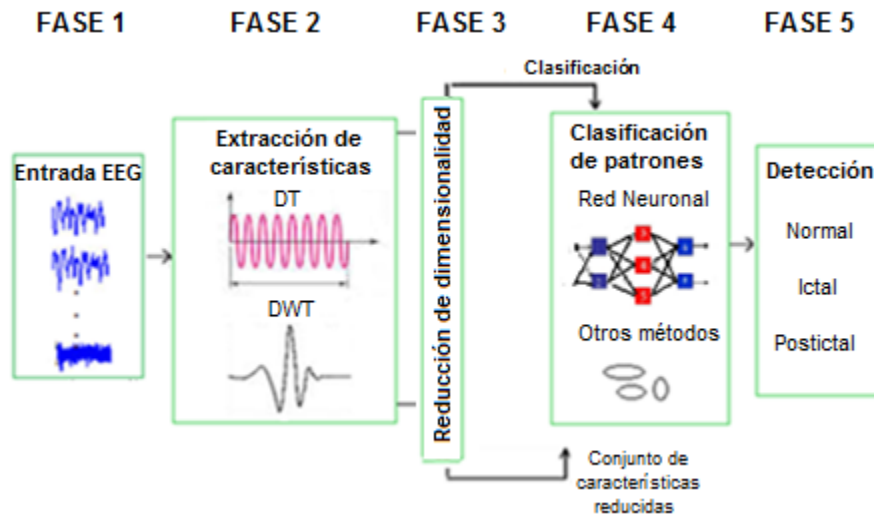 FASE 1
FASE 2
FASE 3
FASE 4
FASE 5
Entrada EEG
Extracción de
características
DT
DWT
Reducción de dimensionalidad
Clasificación
Clasificación
de patrones
Red Neuronal
Otros métodos
Conjunto de
características
reducidas
Detección
Normal
Ictal
Postictal